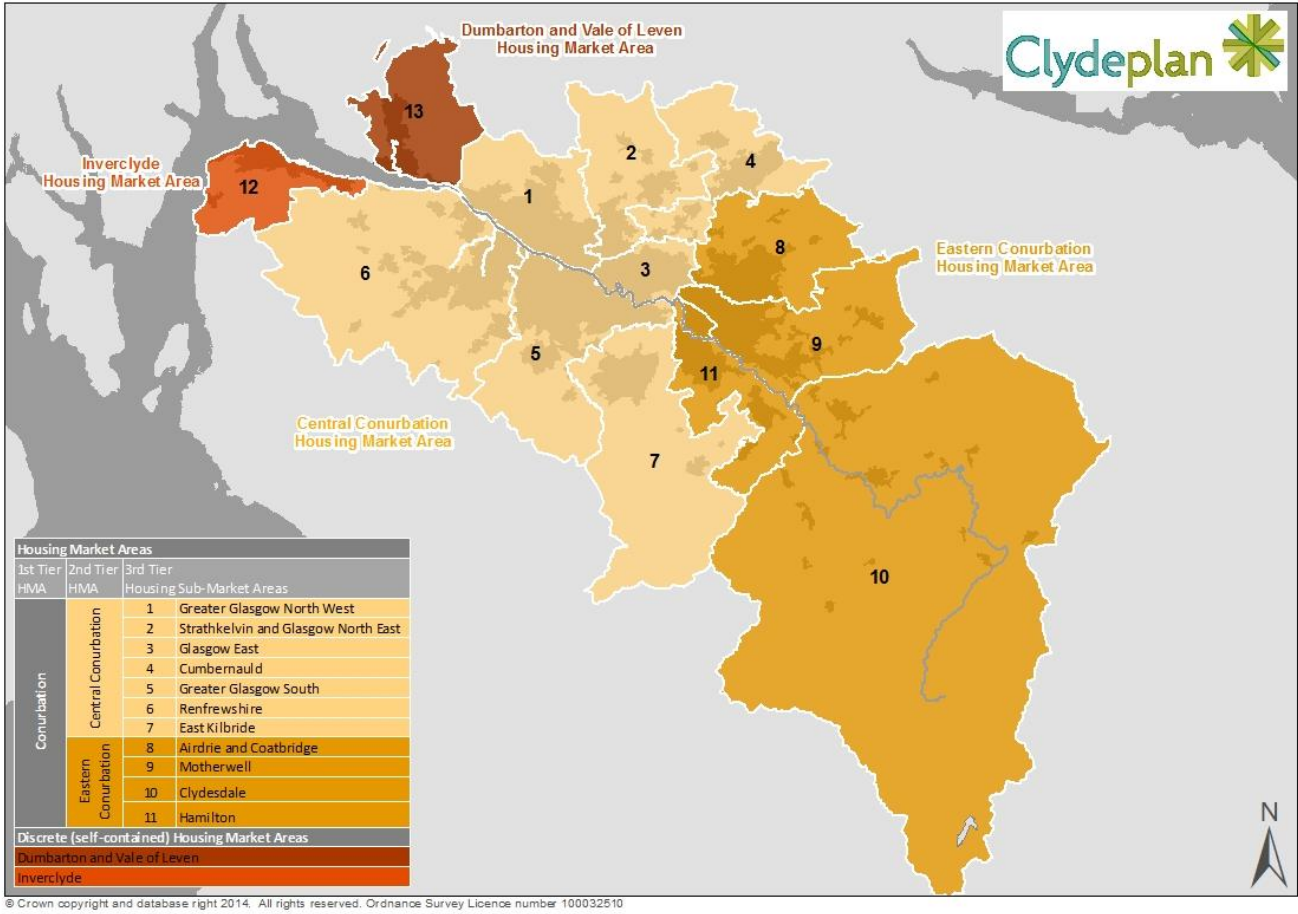 Dumbarton and Vale of Leven
Housing Market Area
Clydeplan
13
2
4
Inverclyde
Housing Market Area
12
1
8
Eastern Conurbation
Housing Market Area
6
3
9
5
11
Central Conurbation
Housing Market Area
7
10
Housing Market Areas
1st Tier HMA
2nd Tier HMA
3rd Tier Housing Sub-Market Areas
Conurbation
Central Conurbation
1 Greater Glasgow North West
2 Strathkelvin and Glasgow North East
3 Glasgow East
4 Cumbernauld
5 Greater Glasgow South
6 Renfrewshire
7 East Kilbride
Eastern Conurbation
8 Airdrie and Coatbridge
9 Motherwell
10 Clydesdale
11 Hamilton
Discrete (self-contained) Housing Market Areas
Dumbarton and Vale of Leven
Inverclyde
N
© Crown copyright and database right 2014. All rights reserved. Ordnance Survey Licence number 100032510